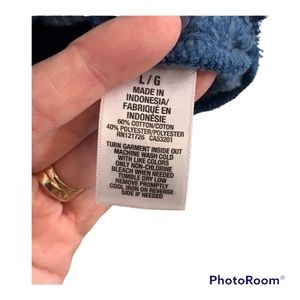 L / G
MADE IN
INDONESIA/
FABRIQUÉ EN
INDONÉSIE
60% COTTON/COTON
40% POLYESTER/POLYESTER
RN121726 CA53201
TURN GARMENT INSIDE OUT
MACHINE WASH COLD
WITH LIKE COLORS
ONLY NON-CHLORINE
BLEACH WHEN NEEDED
TUMBLE DRY LOW
REMOVE PROMPTLY
COOL IRON ON REVERSE
SIDE IF NEEDED
PhotoRoom